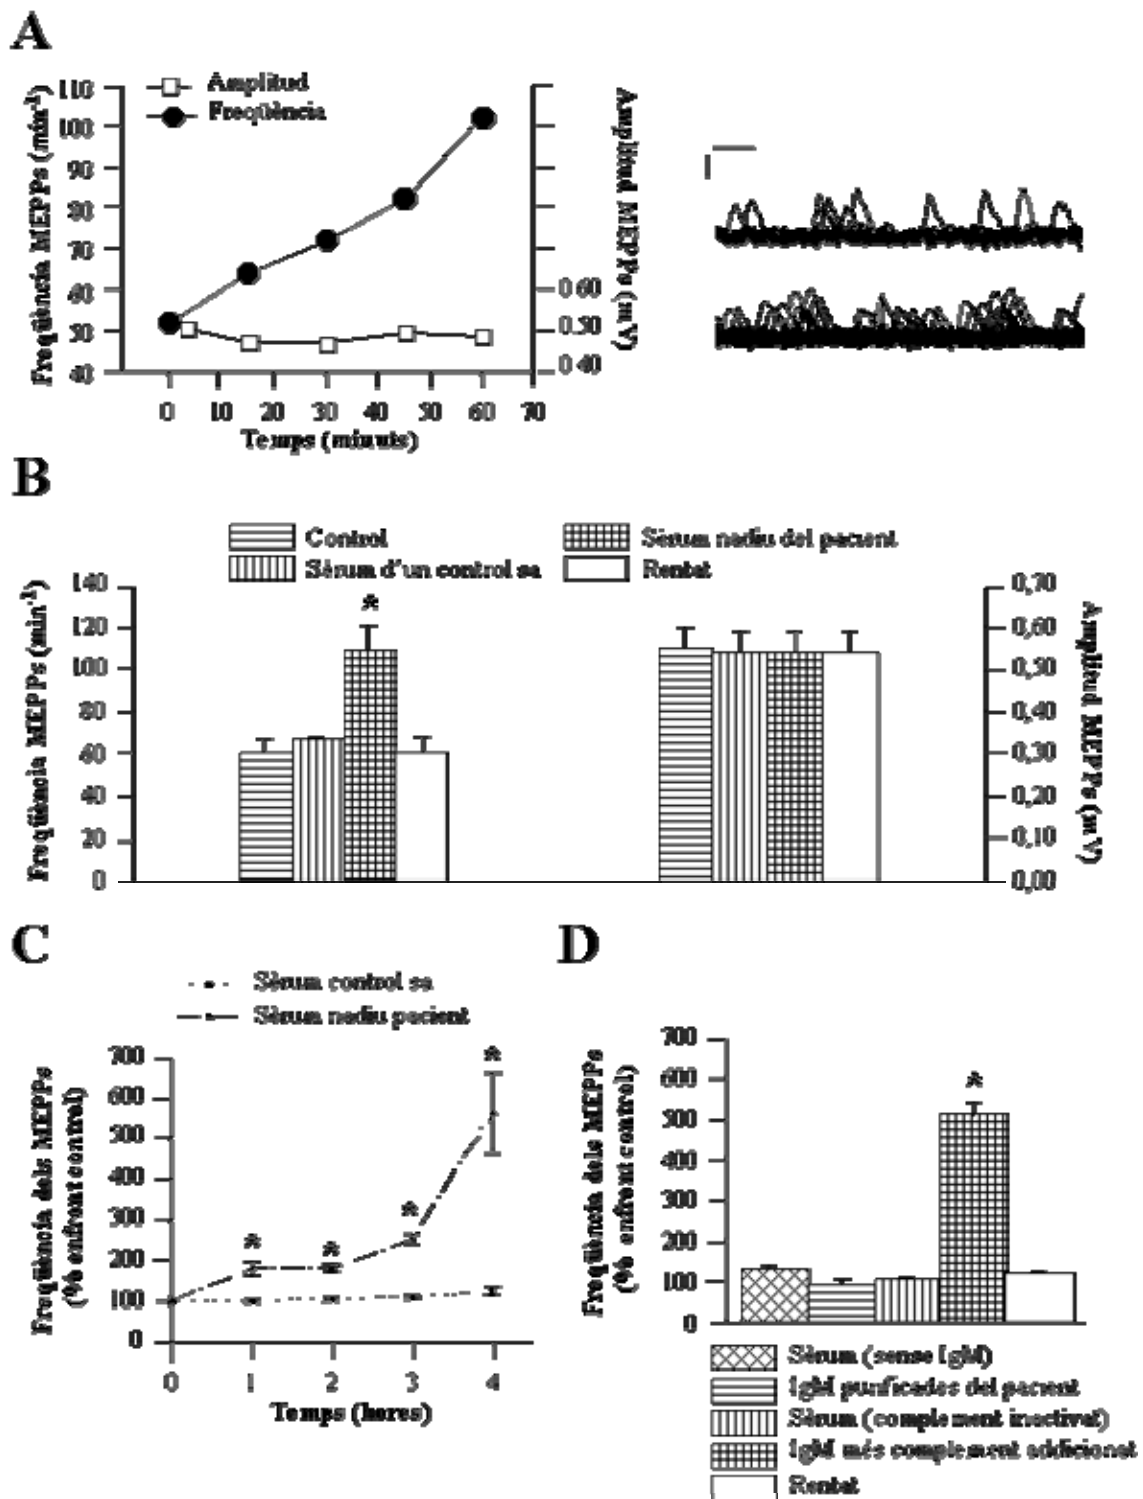 A
Amplitud
Freqüència
Freqüència MEPPs (min⁻¹)
110
100
90
80
70
60
50
40
Amplitud MEPPs (mV)
0.60
0.50
0.40
0 10 20 30 40 50 60 70
Temps (minuts)
B
Control
Sèrum nadiu del pacient
Sèrum d'un control sa
Rentat
Freqüència MEPPs (min⁻¹)
140
120
100
80
60
40
20
0
*
Amplitud MEPPs (mV)
0,70
0,60
0,50
0,40
0,30
0,20
0,10
0,00
C
Sèrum control sa
Sèrum nadiu pacient
Freqüència dels MEPPs
(% enfront control)
700
600
500
400
300
200
100
0
* * * *
0 1 2 3 4
Temps (hores)
D
Freqüència dels MEPPs
(% enfront control)
700
600
500
400
300
200
100
0
*
Sèrum (sense IgM)
IgM purificades del pacient
Sèrum (complement inactivat)
IgM més complement addicionat
Rentat